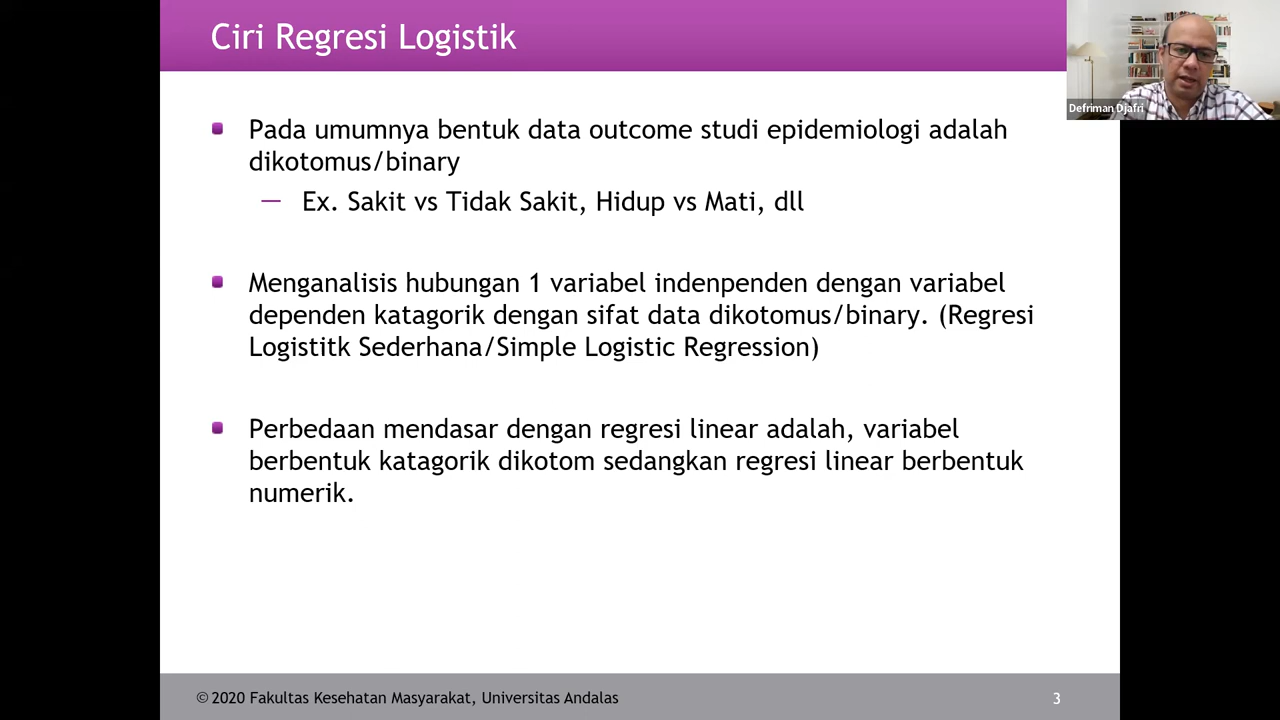 Ciri Regresi Logistik
Defriman Djafri
Pada umumnya bentuk data outcome studi epidemiologi adalah
dikotomus/binary
— Ex. Sakit vs Tidak Sakit, Hidup vs Mati, dll
Menganalisis hubungan 1 variabel indenpenden dengan variabel
dependen katagorik dengan sifat data dikotomus/binary. (Regresi
Logistitk Sederhana/Simple Logistic Regression)
Perbedaan mendasar dengan regresi linear adalah, variabel
berbentuk katagorik dikotom sedangkan regresi linear berbentuk
numerik.
© 2020 Fakultas Kesehatan Masyarakat, Universitas Andalas
3